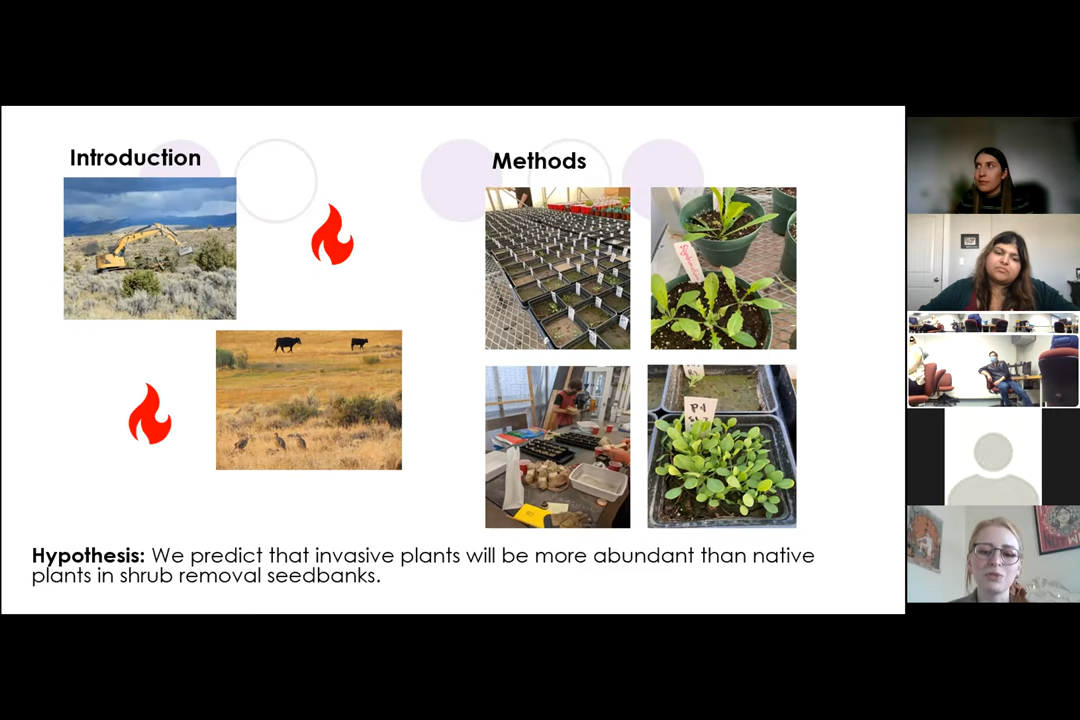 Introduction
Methods
Hypothesis: We predict that invasive plants will be more abundant than native
plants in shrub removal seedbanks.